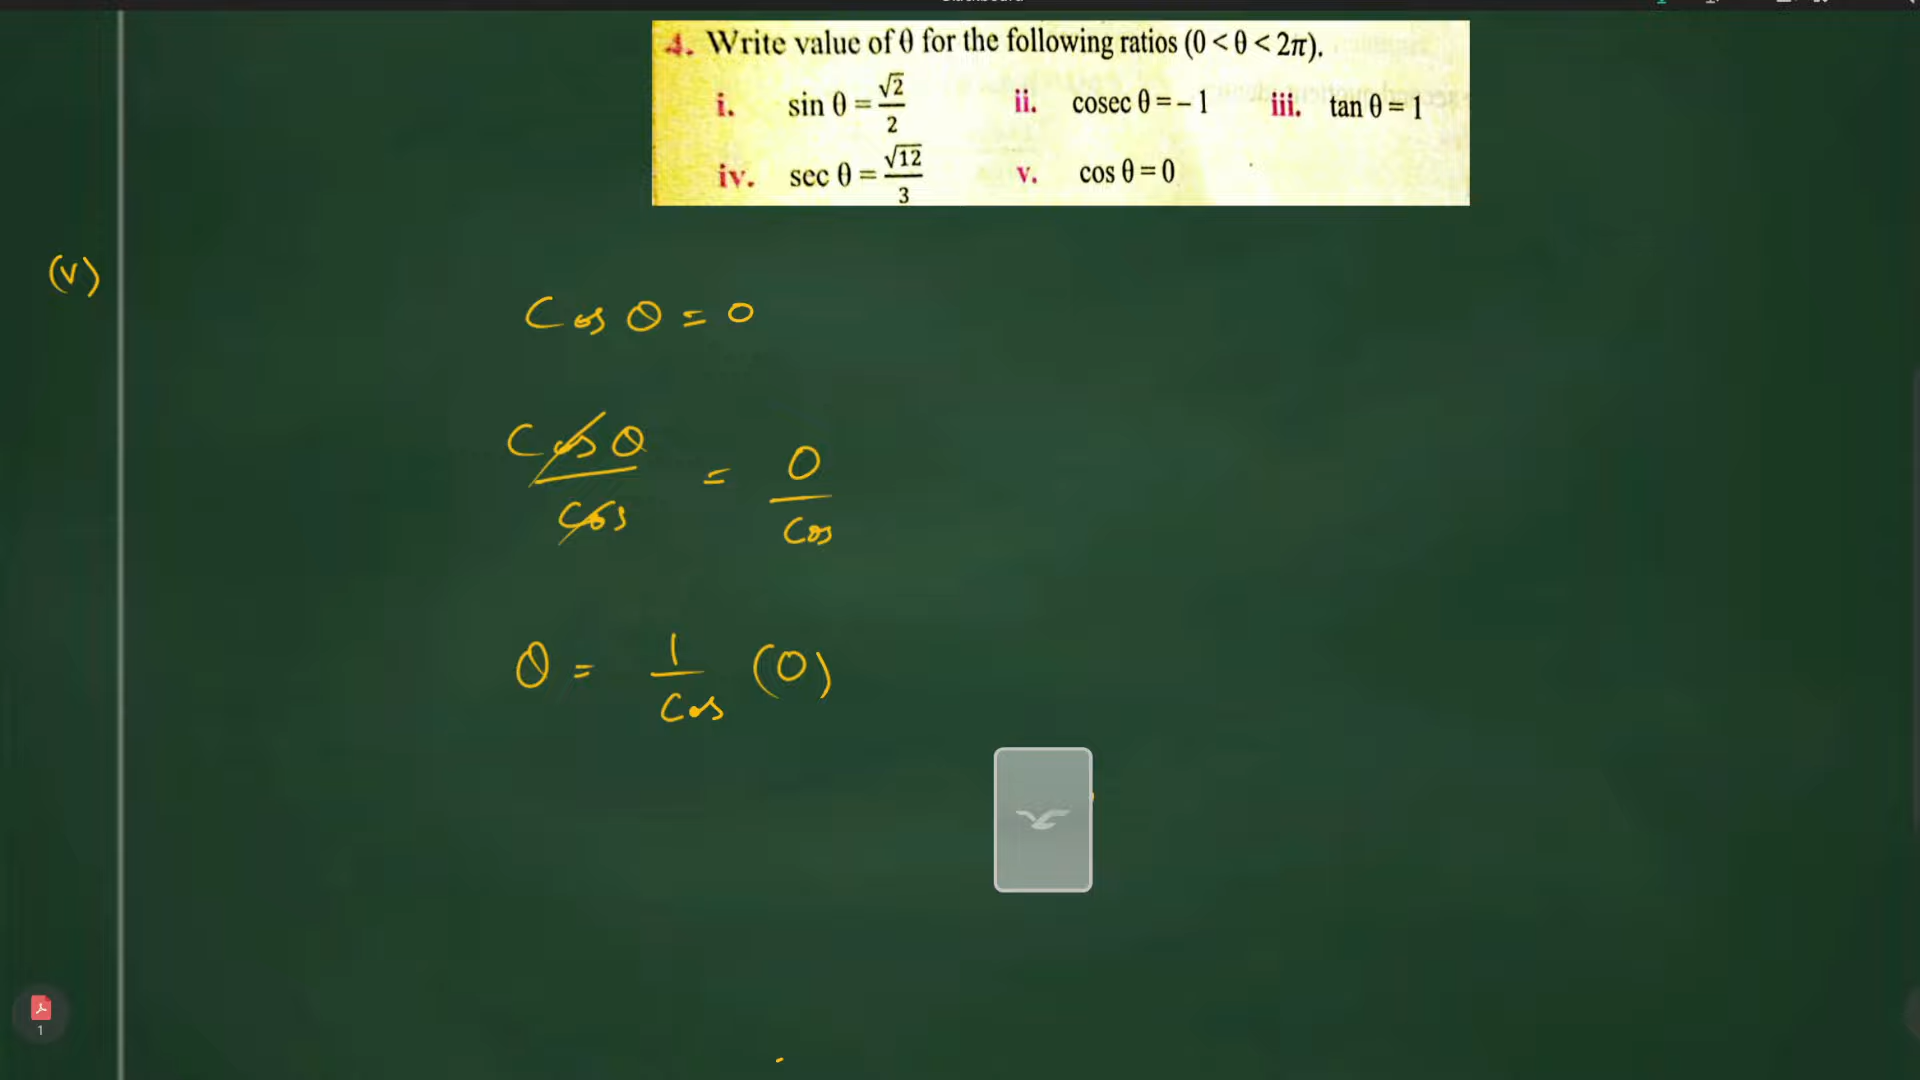 4. Write value of θ for the following ratios (0 < θ < 2π).
i. sin θ = √2/2 ii. cosec θ = – 1 iii. tan θ = 1
iv. sec θ = √12/3 v. cos θ = 0
(v)
Cos θ = 0
Cos θ / Cos = 0 / Cos
θ = 1/Cos (0)
1